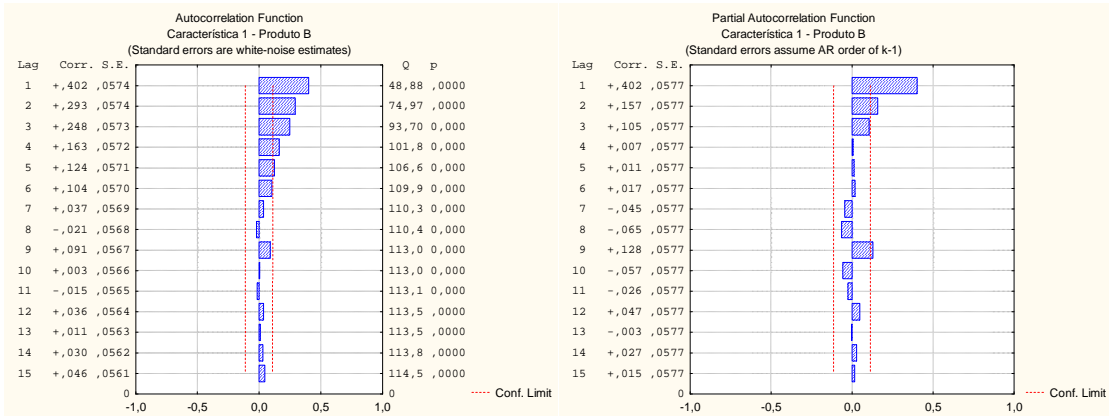 Autocorrelation Function
Característica 1 - Produto B
(Standard errors are white-noise estimates)
Lag Corr. S.E. Q p
1 +,402 ,0574 48,88 ,0000
2 +,293 ,0574 74,97 ,0000
3 +,248 ,0573 93,70 0,000
4 +,163 ,0572 101,8 0,000
5 +,124 ,0571 106,6 0,000
6 +,104 ,0570 109,9 0,000
7 +,037 ,0569 110,3 0,000
8 -,021 ,0568 110,4 0,000
9 +,091 ,0567 113,0 0,000
10 +,003 ,0566 113,0 ,0000
11 -,015 ,0565 113,1 ,0000
12 +,036 ,0564 113,5 ,0000
13 +,011 ,0563 113,5 ,0000
14 +,030 ,0562 113,8 ,0000
15 +,046 ,0561 114,5 ,0000
0 0
-1,0 -0,5 0,0 0,5 1,0
Conf. Limit
Partial Autocorrelation Function
Característica 1 - Produto B
(Standard errors assume AR order of k-1)
Lag Corr. S.E.
1 +,402 ,0577
2 +,157 ,0577
3 +,105 ,0577
4 +,007 ,0577
5 +,011 ,0577
6 +,017 ,0577
7 -,045 ,0577
8 -,065 ,0577
9 +,128 ,0577
10 -,057 ,0577
11 -,026 ,0577
12 +,047 ,0577
13 -,003 ,0577
14 +,027 ,0577
15 +,015 ,0577
0 0
-1,0 -0,5 0,0 0,5 1,0
Conf. Limit